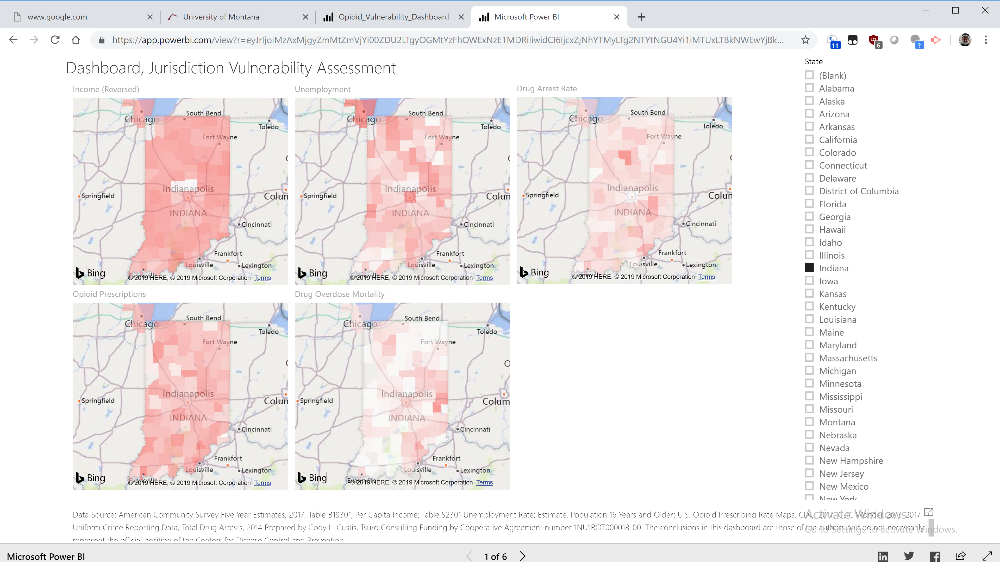 www.google.com
University of Montana
Opioid_Vulnerability_Dashboard
Microsoft Power BI
https://app.powerbi.com/view?r=eyJrIjoiMzAxMjgyZmMtZmVjYi00ZDU2LTgyOGMtYzFhOWExNzE1MDRiIiwidCI6IjcxZjNhYTMyLTg2NTYtNGU4Yi1iMTUxLTBkNWEwYjBk...
11
6
?
Dashboard, Jurisdiction Vulnerability Assessment
Income (Reversed)
Chicago
South Bend
Toledo
Fort Wayne
Indianapolis
Springfield
Colum
INDIANA
Cincinnati
Frankfort
Louisville
Lexington
Evansville
Bing
© 2019 HERE, © 2019 Microsoft Corporation Terms
Unemployment
Chicago
South Bend
Toledo
Fort Wayne
Indianapolis
Springfield
Colum
INDIANA
Cincinnati
Frankfort
Louisville
Lexington
Evansville
Bing
© 2019 HERE, © 2019 Microsoft Corporation Terms
Drug Arrest Rate
Chicago
South Bend
Toledo
Fort Wayne
Indianapolis
Springfield
Colum
INDIANA
Cincinnati
Frankfort
Louisville
Lexington
Evansville
Bing
© 2019 HERE, © 2019 Microsoft Corporation Terms
Opioid Prescriptions
Chicago
South Bend
Toledo
Fort Wayne
Indianapolis
Springfield
Colum
INDIANA
Cincinnati
Frankfort
Louisville
Lexington
Evansville
Bing
© 2019 HERE, © 2019 Microsoft Corporation Terms
Drug Overdose Mortality
Chicago
South Bend
Toledo
Fort Wayne
Indianapolis
Springfield
Colum
INDIANA
Cincinnati
Frankfort
Louisville
Lexington
Evansville
Bing
© 2019 HERE, © 2019 Microsoft Corporation Terms
State
(Blank)
Alabama
Alaska
Arizona
Arkansas
California
Colorado
Connecticut
Delaware
District of Columbia
Florida
Georgia
Hawaii
Idaho
Illinois
Indiana
Iowa
Kansas
Kentucky
Louisiana
Maine
Maryland
Massachusetts
Michigan
Minnesota
Mississippi
Missouri
Montana
Nebraska
Nevada
New Hampshire
New Jersey
New Mexico
New York
Data Source: American Community Survey Five Year Estimates, 2017, Table B19301, Per Capita Income; Table S2301 Unemployment Rate; Estimate, Population 16 Years and Older; U.S. Opioid Prescribing Rate Maps, CDC, 2017; CDC Wonder, 2013-2017
Uniform Crime Reporting Data, Total Drug Arrests, 2014 Prepared by Cody L. Custis, Tsuro Consulting Funding by Cooperative Agreement number 1NU1ROT000018-00. The conclusions in this dashboard are those of the authors and do not necessarily
represent the official position of the Centers for Disease Control and Prevention
Activate Windows
Go to Settings to activate Windows.
Microsoft Power BI
1 of 6